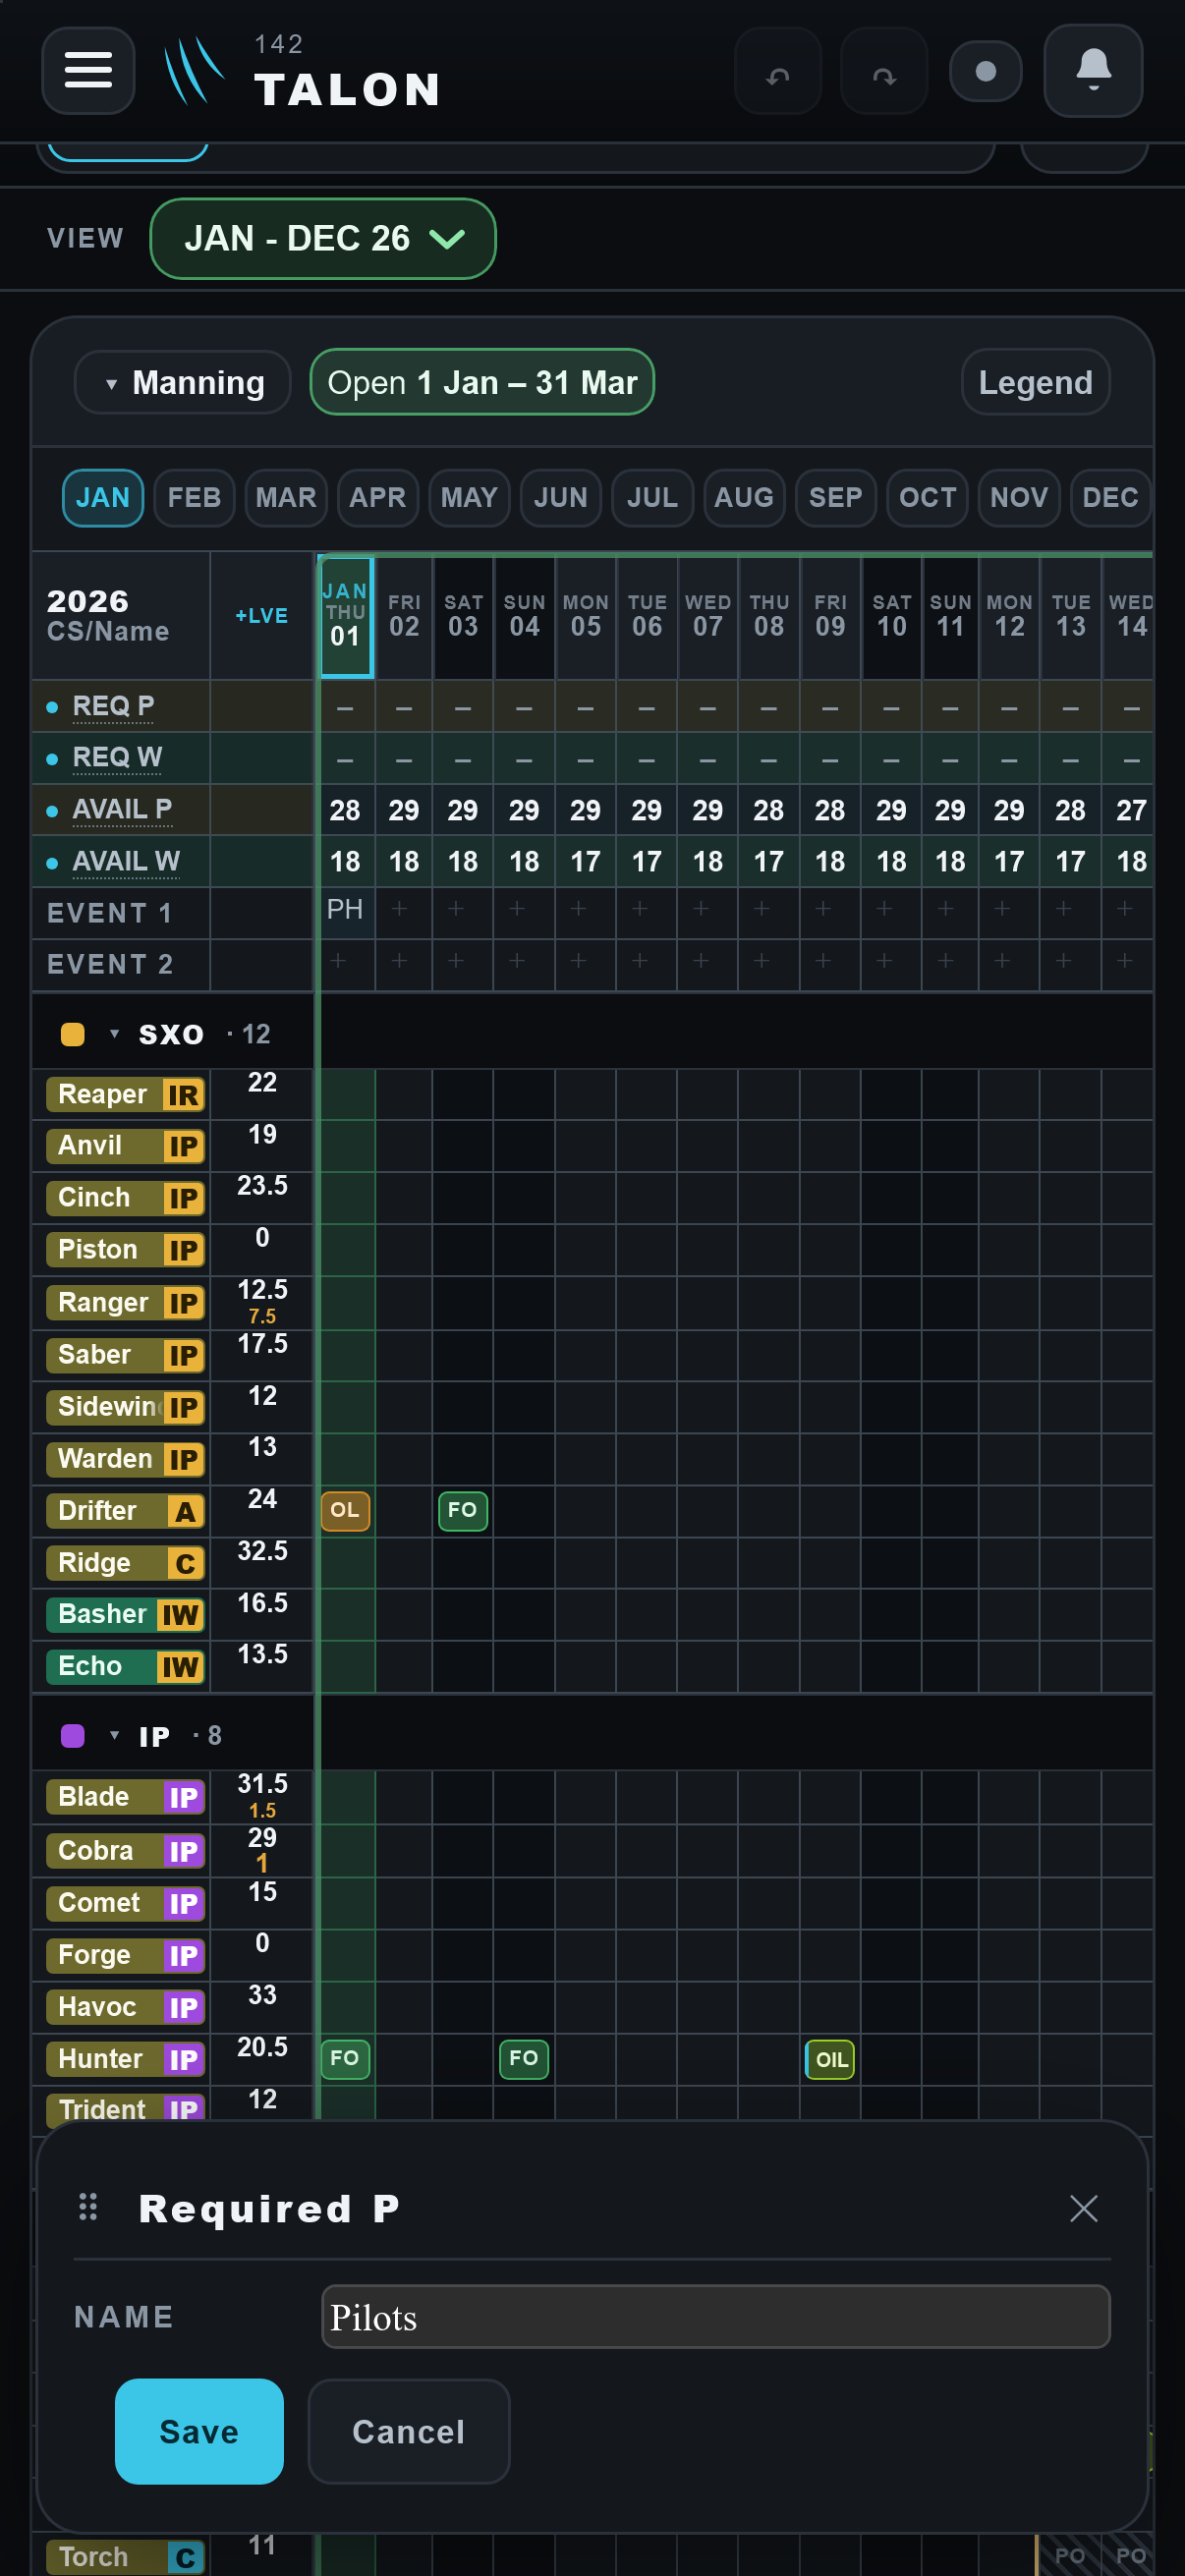 142
TALON
VIEW JAN - DEC 26
Manning Open 1 Jan – 31 Mar Legend
JAN FEB MAR APR MAY JUN JUL AUG SEP OCT NOV DEC
2026
CS/Name
+LVE
JAN THU 01 FRI 02 SAT 03 SUN 04 MON 05 TUE 06 WED 07 THU 08 FRI 09 SAT 10 SUN 11 MON 12 TUE 13 WED 14
REQ P – – – – – – – – – – – – – –
REQ W – – – – – – – – – – – – – –
AVAIL P 28 29 29 29 29 29 29 28 28 29 29 29 28 27
AVAIL W 18 18 18 18 17 17 18 17 18 18 18 17 17 18
EVENT 1 PH + + + + + + + + + + + + +
EVENT 2 + + + + + + + + + + + + + +
SXO · 12
Reaper IR 22
Anvil IP 19
Cinch IP 23.5
Piston IP 0
Ranger IP 12.5
7.5
Saber IP 17.5
Sidewin IP 12
Warden IP 13
Drifter A 24 OL FO
Ridge C 32.5
Basher IW 16.5
Echo IW 13.5
IP · 8
Blade IP 31.5
1.5
Cobra IP 29
1
Comet IP 15
Forge IP 0
Havoc IP 33
Hunter IP 20.5 FO FO OIL
Trident IP 12
Required P
NAME Pilots
Save Cancel
Torch C 11 PO PO